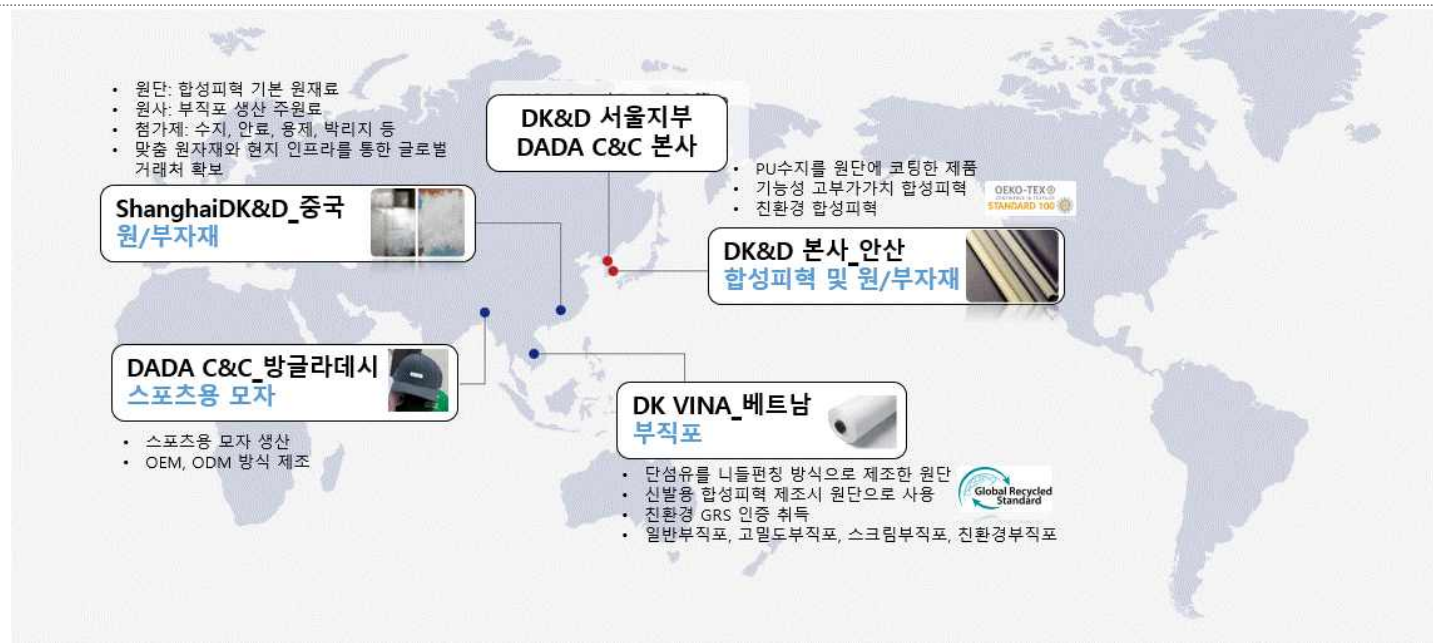 • 원단: 합성피혁 기본 원재료
• 원사: 부직포 생산 주원료
• 첨가제: 수지, 안료, 용제, 박리지 등
• 맞춤 원자재와 현지 인프라를 통한 글로벌
거래처 확보
ShanghaiDK&D_중국
원/부자재
DK&D 서울지부
DADA C&C 본사
• PU수지를 원단에 코팅한 제품
• 기능성 고부가가치 합성피혁
• 친환경 합성피혁
OEKO-TEX®
STANDARD 100
DK&D 본사_안산
합성피혁 및 원/부자재
DADA C&C_방글라데시
스포츠용 모자
• 스포츠용 모자 생산
• OEM, ODM 방식 제조
DK VINA_베트남
부직포
• 단섬유를 니들펀칭 방식으로 제조한 원단
• 신발용 합성피혁 제조시 원단으로 사용
• 친환경 GRS 인증 취득
• 일반부직포, 고밀도부직포, 스크림부직포, 친환경부직포
Global Recycled
Standard